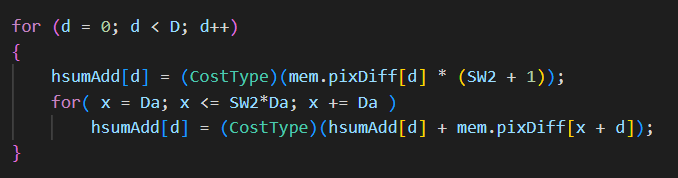 for (d = 0; d < D; d++)
{
    hsumAdd[d] = (CostType)(mem.pixDiff[d] * (SW2 + 1));
    for( x = Da; x <= SW2*Da; x += Da )
        hsumAdd[d] = (CostType)(hsumAdd[d] + mem.pixDiff[x + d]);
}